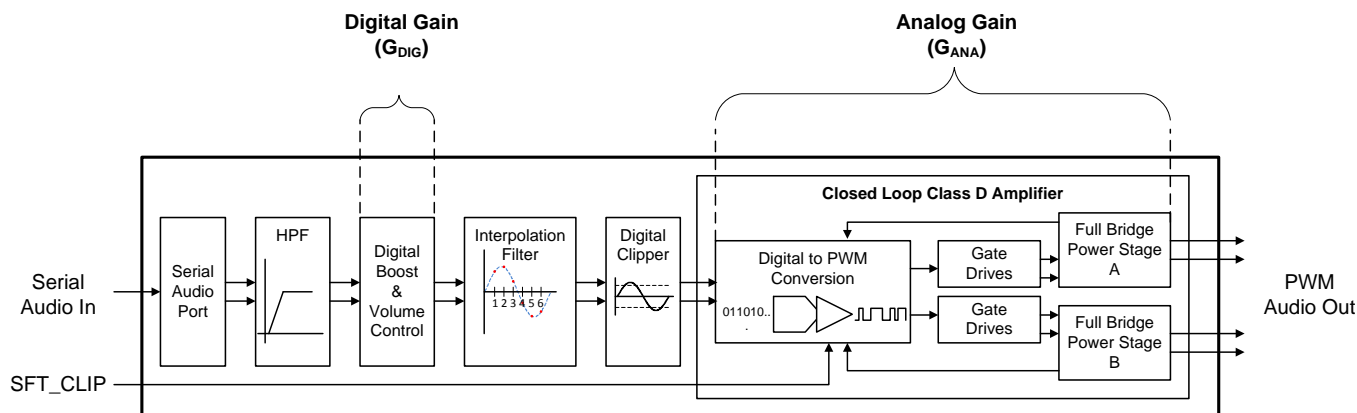 Digital Gain
(GDIG)
Analog Gain
(GANA)
Closed Loop Class D Amplifier
Serial
Audio In
Serial
Audio
Port
HPF
Digital
Boost
&
Volume
Control
Interpolation
Filter
1 2 3 4 5 6
Digital
Clipper
Digital to PWM
Conversion
011010..
.
Gate
Drives
Gate
Drives
Full Bridge
Power Stage
A
Full Bridge
Power Stage
B
PWM
Audio Out
SFT_CLIP